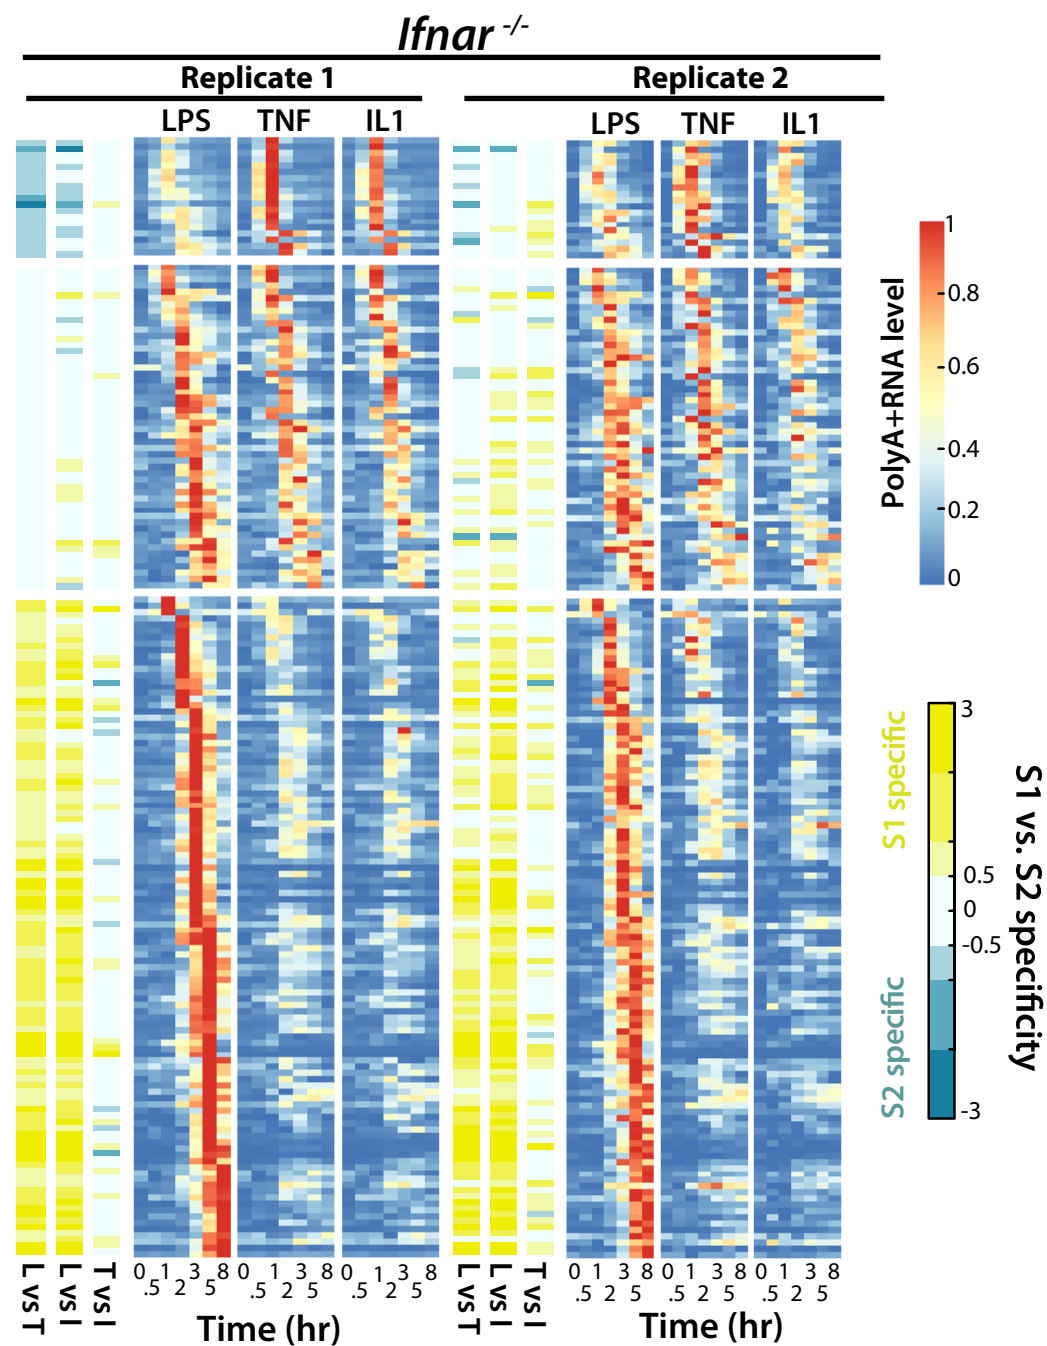 Ifnar -/-
Replicate 1 Replicate 2
LPS TNF IL1 LPS TNF IL1
PolyA+RNA level
1
0.8
0.6
0.4
0.2
0
S1 specific
S2 specific
3
0.5
0
-0.5
-3
S1 vs. S2 specificity
L vs T
L vs I
T vs I
0 1 3 8 0 1 3 8 0 1 3 8
.5 2 5 .5 2 5 .5 2 5
Time (hr)
L vs T
L vs I
T vs I
0 1 3 8 0 1 3 8 0 1 3 8
.5 2 5 .5 2 5 .5 2 5
Time (hr)